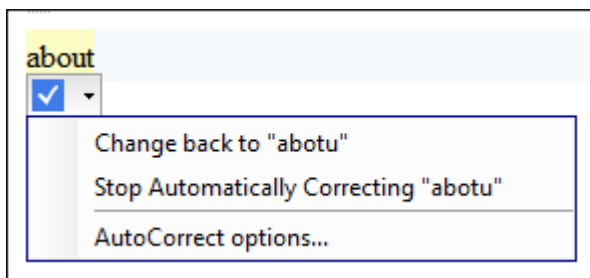 about
Change back to "abotu"
Stop Automatically Correcting "abotu"
AutoCorrect options...